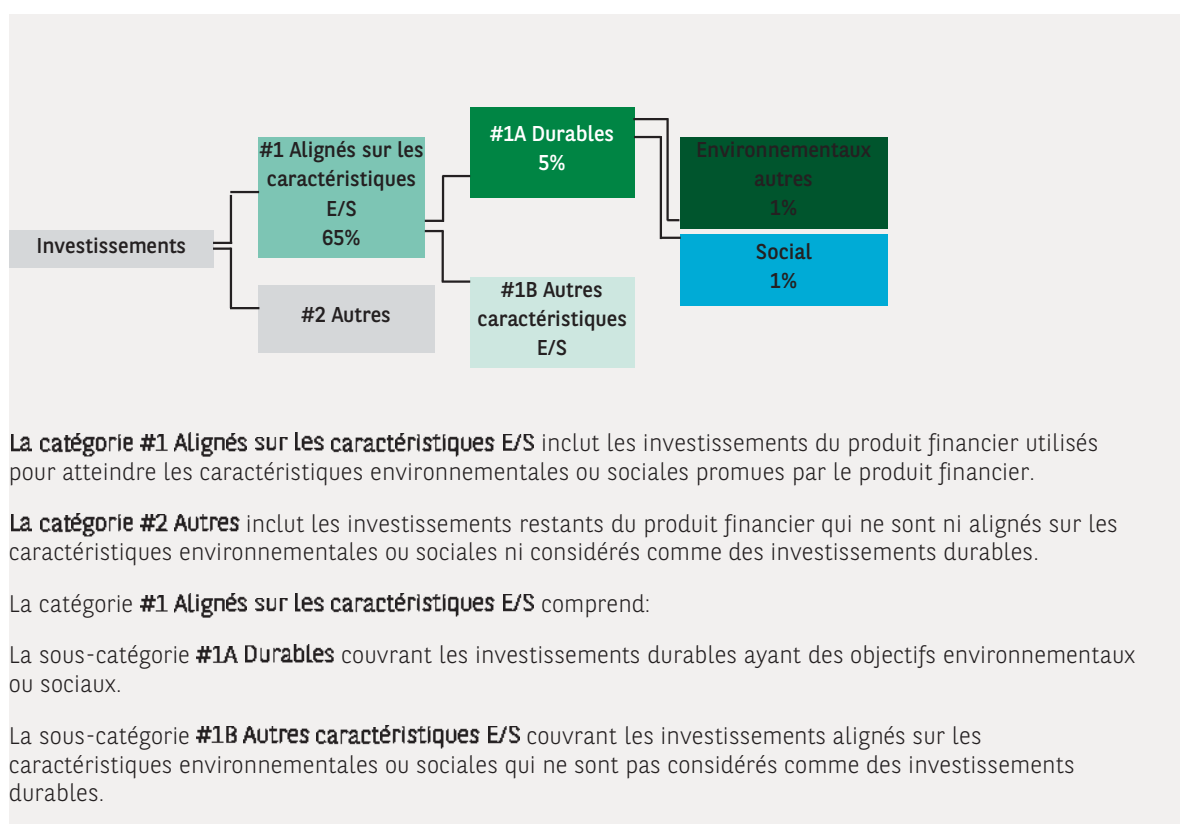 #1A Durables
5%
#1 Alignés sur les
caractéristiques
E/S
65%
Environnementaux
autres
1%
Investissements
Social
1%
#2 Autres
#1B Autres
caractéristiques
E/S
La catégorie #1 Alignés sur les caractéristiques E/S inclut les investissements du produit financier utilisés
pour atteindre les caractéristiques environnementales ou sociales promues par le produit financier.
La catégorie #2 Autres inclut les investissements restants du produit financier qui ne sont ni alignés sur les
caractéristiques environnementales ou sociales ni considérés comme des investissements durables.
La catégorie #1 Alignés sur les caractéristiques E/S comprend:
La sous-catégorie #1A Durables couvrant les investissements durables ayant des objectifs environnementaux
ou sociaux.
La sous-catégorie #1B Autres caractéristiques E/S couvrant les investissements alignés sur les
caractéristiques environnementales ou sociales qui ne sont pas considérés comme des investissements
durables.